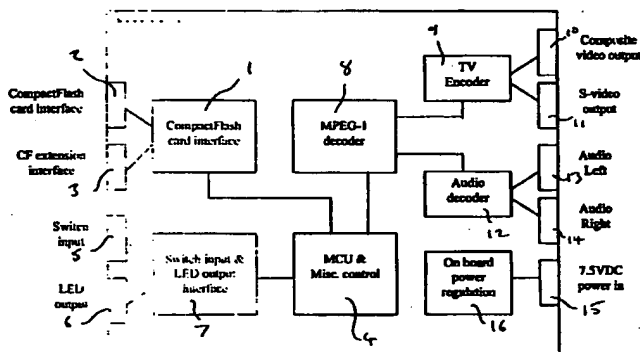 10
Composite
video output
9
TV
Encoder
S-video
output
11
2
CompactFlash
card interface
1
CompactFlash
card interface
8
MPEG-1
decoder
CF extension
interface
3
Audio
Left
13
Audio
decoder
12
Audio
Right
14
Switch
input
5
Switch input &
LED output
interface
7
MCU &
Misc. control
4
On board
power
regulation
16
7.5VDC
power in
15
LED
output
6